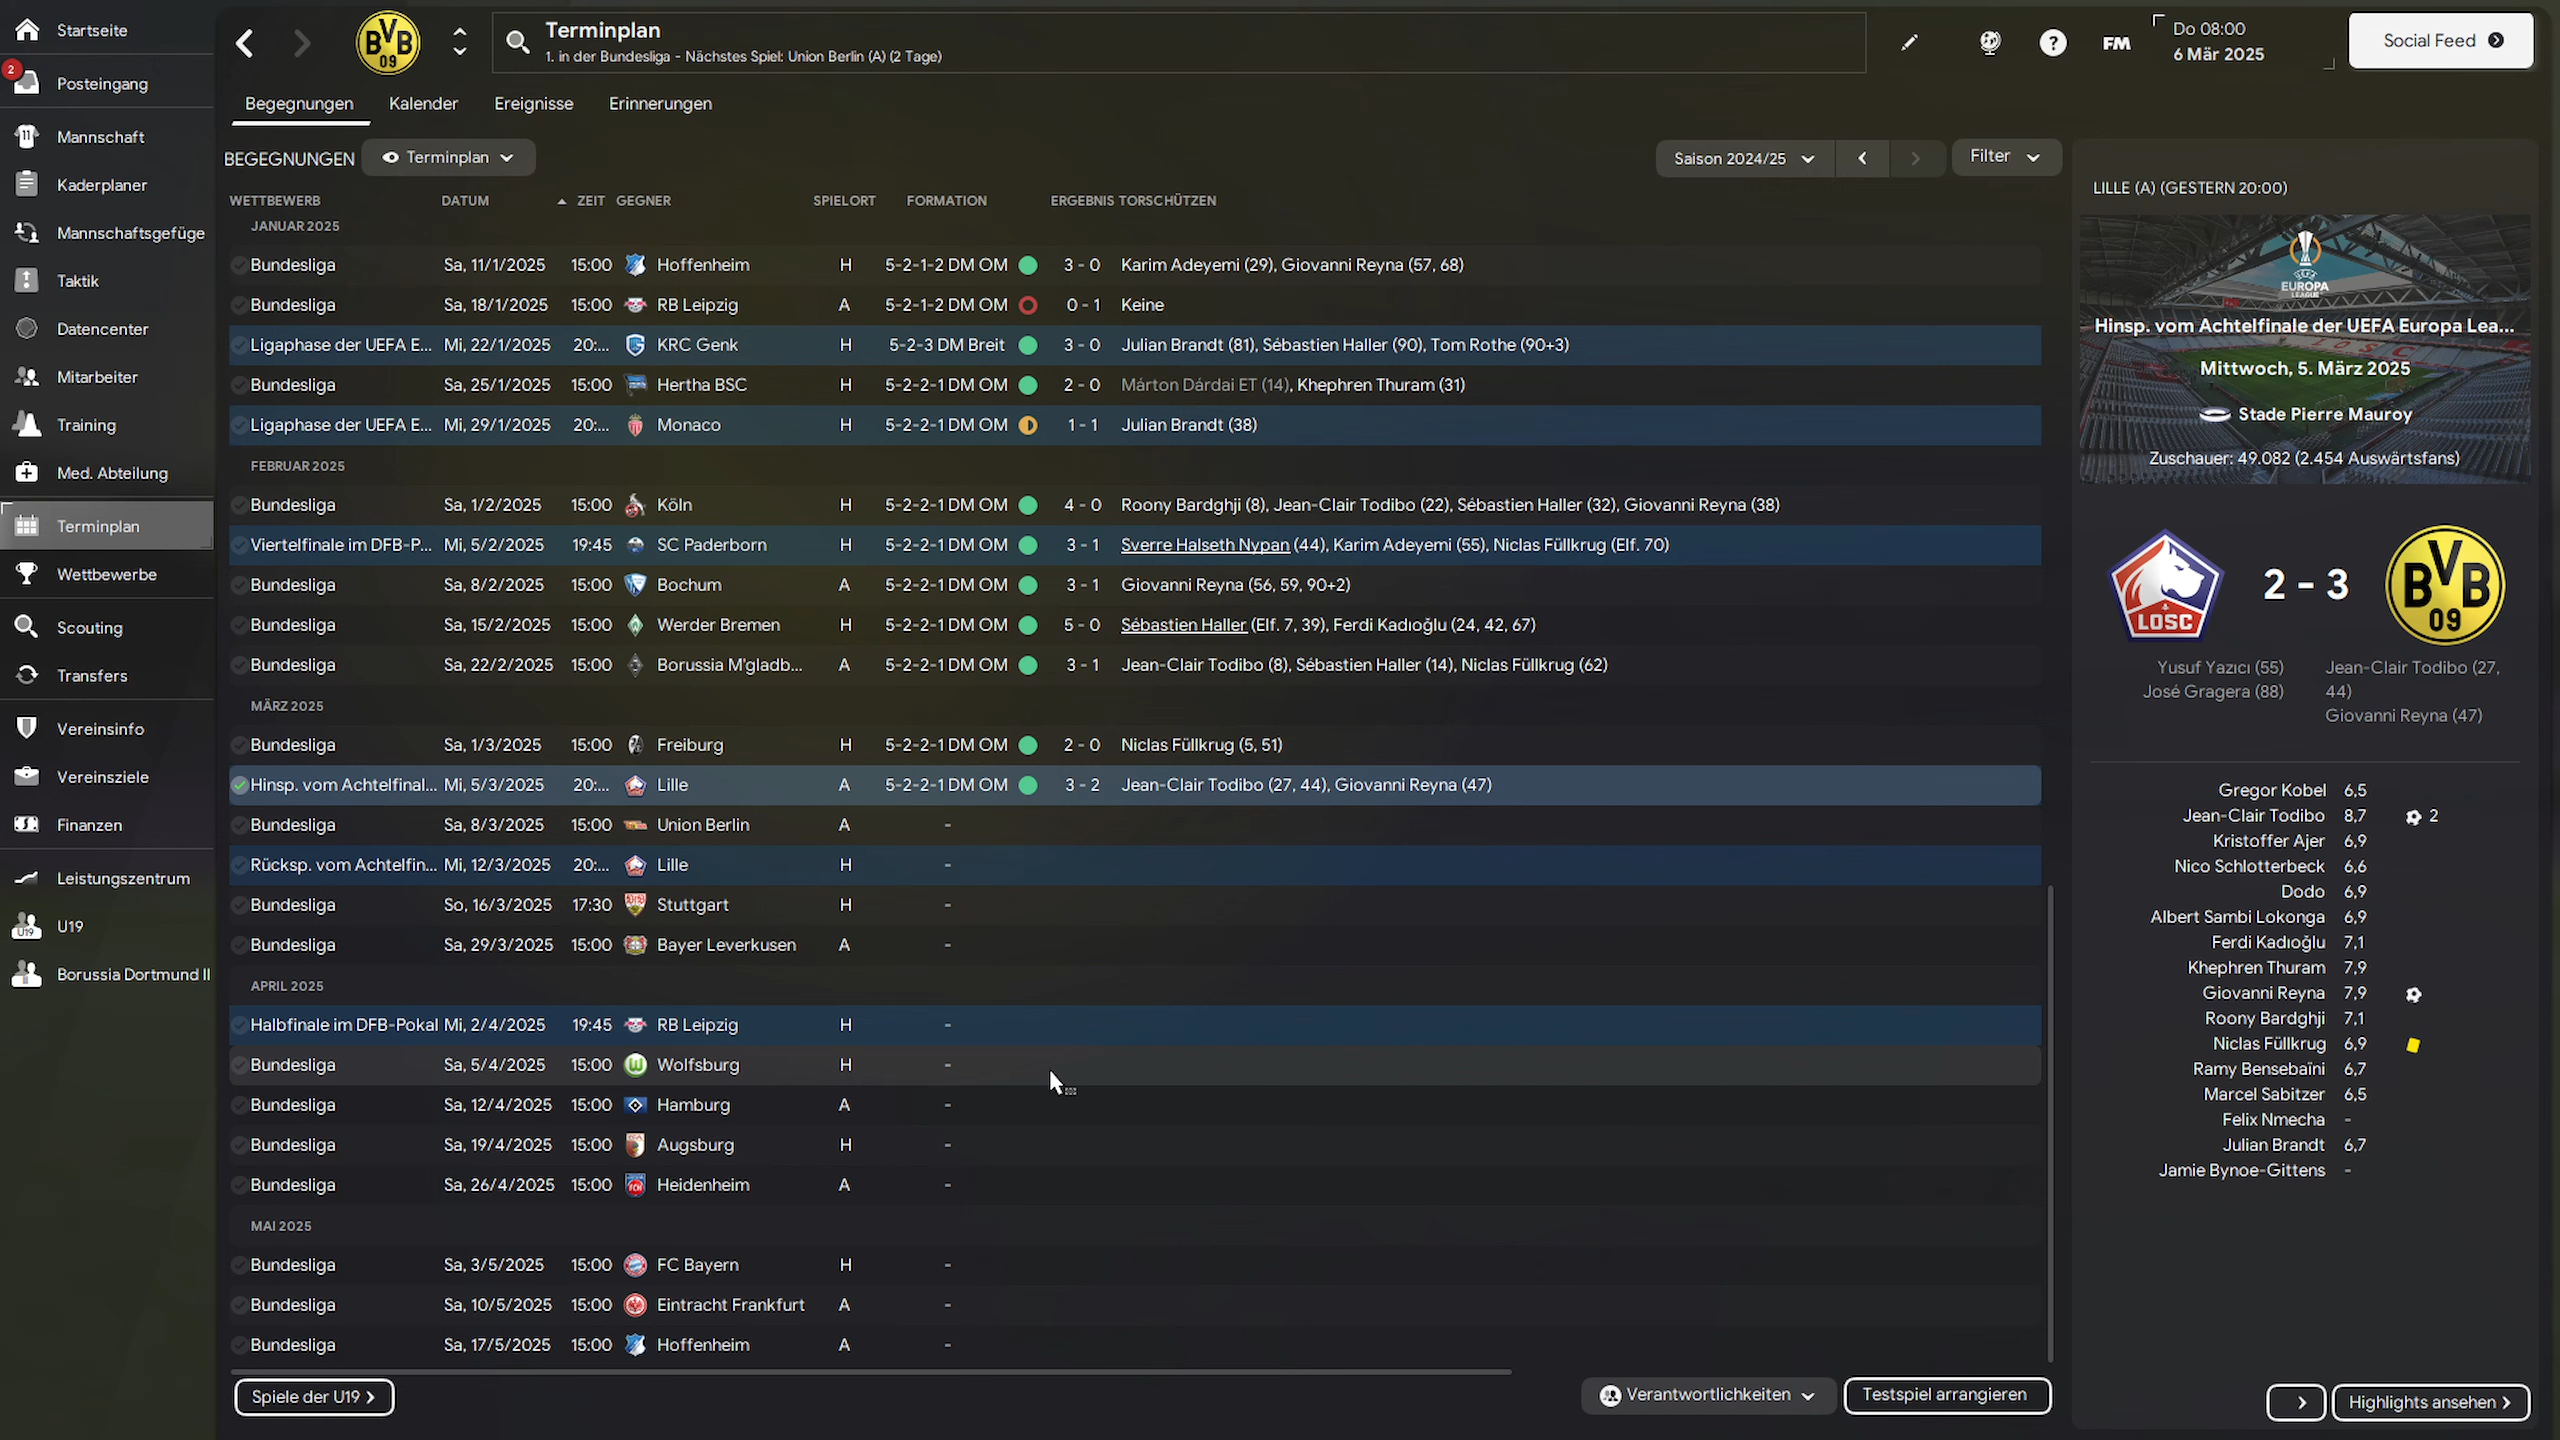 Startseite
2
Posteingang
Mannschaft
Kaderplaner
Mannschaftsgefüge
Taktik
Datencenter
Mitarbeiter
Training
Med. Abteilung
Terminplan
Wettbewerbe
Scouting
Transfers
Vereinsinfo
Vereinsziele
Finanzen
Leistungszentrum
U19
Borussia Dortmund II
BVB 09
Terminplan
1. in der Bundesliga - Nächstes Spiel: Union Berlin (A) (2 Tage)
FM
Do 08:00
6 Mär 2025
Social Feed
Begegnungen Kalender Ereignisse Erinnerungen
BEGEGNUNGEN Terminplan
Saison 2024/25 Filter
WETTBEWERB DATUM ZEIT GEGNER SPIELORT FORMATION ERGEBNIS TORSCHÜTZEN
JANUAR 2025
Bundesliga Sa, 11/1/2025 15:00 Hoffenheim H 5-2-1-2 DM OM 3 - 0 Karim Adeyemi (29), Giovanni Reyna (57, 68)
Bundesliga Sa, 18/1/2025 15:00 RB Leipzig A 5-2-1-2 DM OM 0 - 1 Keine
Ligaphase der UEFA E... Mi, 22/1/2025 20:... KRC Genk H 5-2-3 DM Breit 3 - 0 Julian Brandt (81), Sébastien Haller (90), Tom Rothe (90+3)
Bundesliga Sa, 25/1/2025 15:00 Hertha BSC H 5-2-2-1 DM OM 2 - 0 Márton Dárdai ET (14), Khephren Thuram (31)
Ligaphase der UEFA E... Mi, 29/1/2025 20:... Monaco H 5-2-2-1 DM OM 1 - 1 Julian Brandt (38)
FEBRUAR 2025
Bundesliga Sa, 1/2/2025 15:00 Köln H 5-2-2-1 DM OM 4 - 0 Roony Bardghji (8), Jean-Clair Todibo (22), Sébastien Haller (32), Giovanni Reyna (38)
Viertelfinale im DFB-P... Mi, 5/2/2025 19:45 SC Paderborn H 5-2-2-1 DM OM 3 - 1 Sverre Halseth Nypan (44), Karim Adeyemi (55), Niclas Füllkrug (Elf. 70)
Bundesliga Sa, 8/2/2025 15:00 Bochum A 5-2-2-1 DM OM 3 - 1 Giovanni Reyna (56, 59, 90+2)
Bundesliga Sa, 15/2/2025 15:00 Werder Bremen H 5-2-2-1 DM OM 5 - 0 Sébastien Haller (Elf. 7, 39), Ferdi Kadıoğlu (24, 42, 67)
Bundesliga Sa, 22/2/2025 15:00 Borussia M'gladb... A 5-2-2-1 DM OM 3 - 1 Jean-Clair Todibo (8), Sébastien Haller (14), Niclas Füllkrug (62)
MÄRZ 2025
Bundesliga Sa, 1/3/2025 15:00 Freiburg H 5-2-2-1 DM OM 2 - 0 Niclas Füllkrug (5, 51)
Hinsp. vom Achtelfinal... Mi, 5/3/2025 20:... Lille A 5-2-2-1 DM OM 3 - 2 Jean-Clair Todibo (27, 44), Giovanni Reyna (47)
Bundesliga Sa, 8/3/2025 15:00 Union Berlin A -
Rücksp. vom Achtelfin... Mi, 12/3/2025 20:... Lille H -
Bundesliga So, 16/3/2025 17:30 Stuttgart H -
Bundesliga Sa, 29/3/2025 15:00 Bayer Leverkusen A -
APRIL 2025
Halbfinale im DFB-Pokal Mi, 2/4/2025 19:45 RB Leipzig H -
Bundesliga Sa, 5/4/2025 15:00 Wolfsburg H -
Bundesliga Sa, 12/4/2025 15:00 Hamburg A -
Bundesliga Sa, 19/4/2025 15:00 Augsburg H -
Bundesliga Sa, 26/4/2025 15:00 Heidenheim A -
MAI 2025
Bundesliga Sa, 3/5/2025 15:00 FC Bayern H -
Bundesliga Sa, 10/5/2025 15:00 Eintracht Frankfurt A -
Bundesliga Sa, 17/5/2025 15:00 Hoffenheim A -
Spiele der U19
Verantwortlichkeiten
Testspiel arrangieren
LILLE (A) (GESTERN 20:00)
UEFA
EUROPA
LEAGUE
Hinsp. vom Achtelfinale der UEFA Europa Lea...
Mittwoch, 5. März 2025
Stade Pierre Mauroy
Zuschauer: 49.082 (2.454 Auswärtsfans)
LOSC
2 - 3
BVB 09
Yusuf Yazıcı (55)
José Gragera (88)
Jean-Clair Todibo (27,
44)
Giovanni Reyna (47)
Gregor Kobel 6,5
Jean-Clair Todibo 8,7 2
Kristoffer Ajer 6,9
Nico Schlotterbeck 6,6
Dodo 6,9
Albert Sambi Lokonga 6,9
Ferdi Kadıoğlu 7,1
Khephren Thuram 7,9
Giovanni Reyna 7,9
Roony Bardghji 7,1
Niclas Füllkrug 6,9
Ramy Bensebaïni 6,7
Marcel Sabitzer 6,5
Felix Nmecha -
Julian Brandt 6,7
Jamie Bynoe-Gittens -
Highlights ansehen